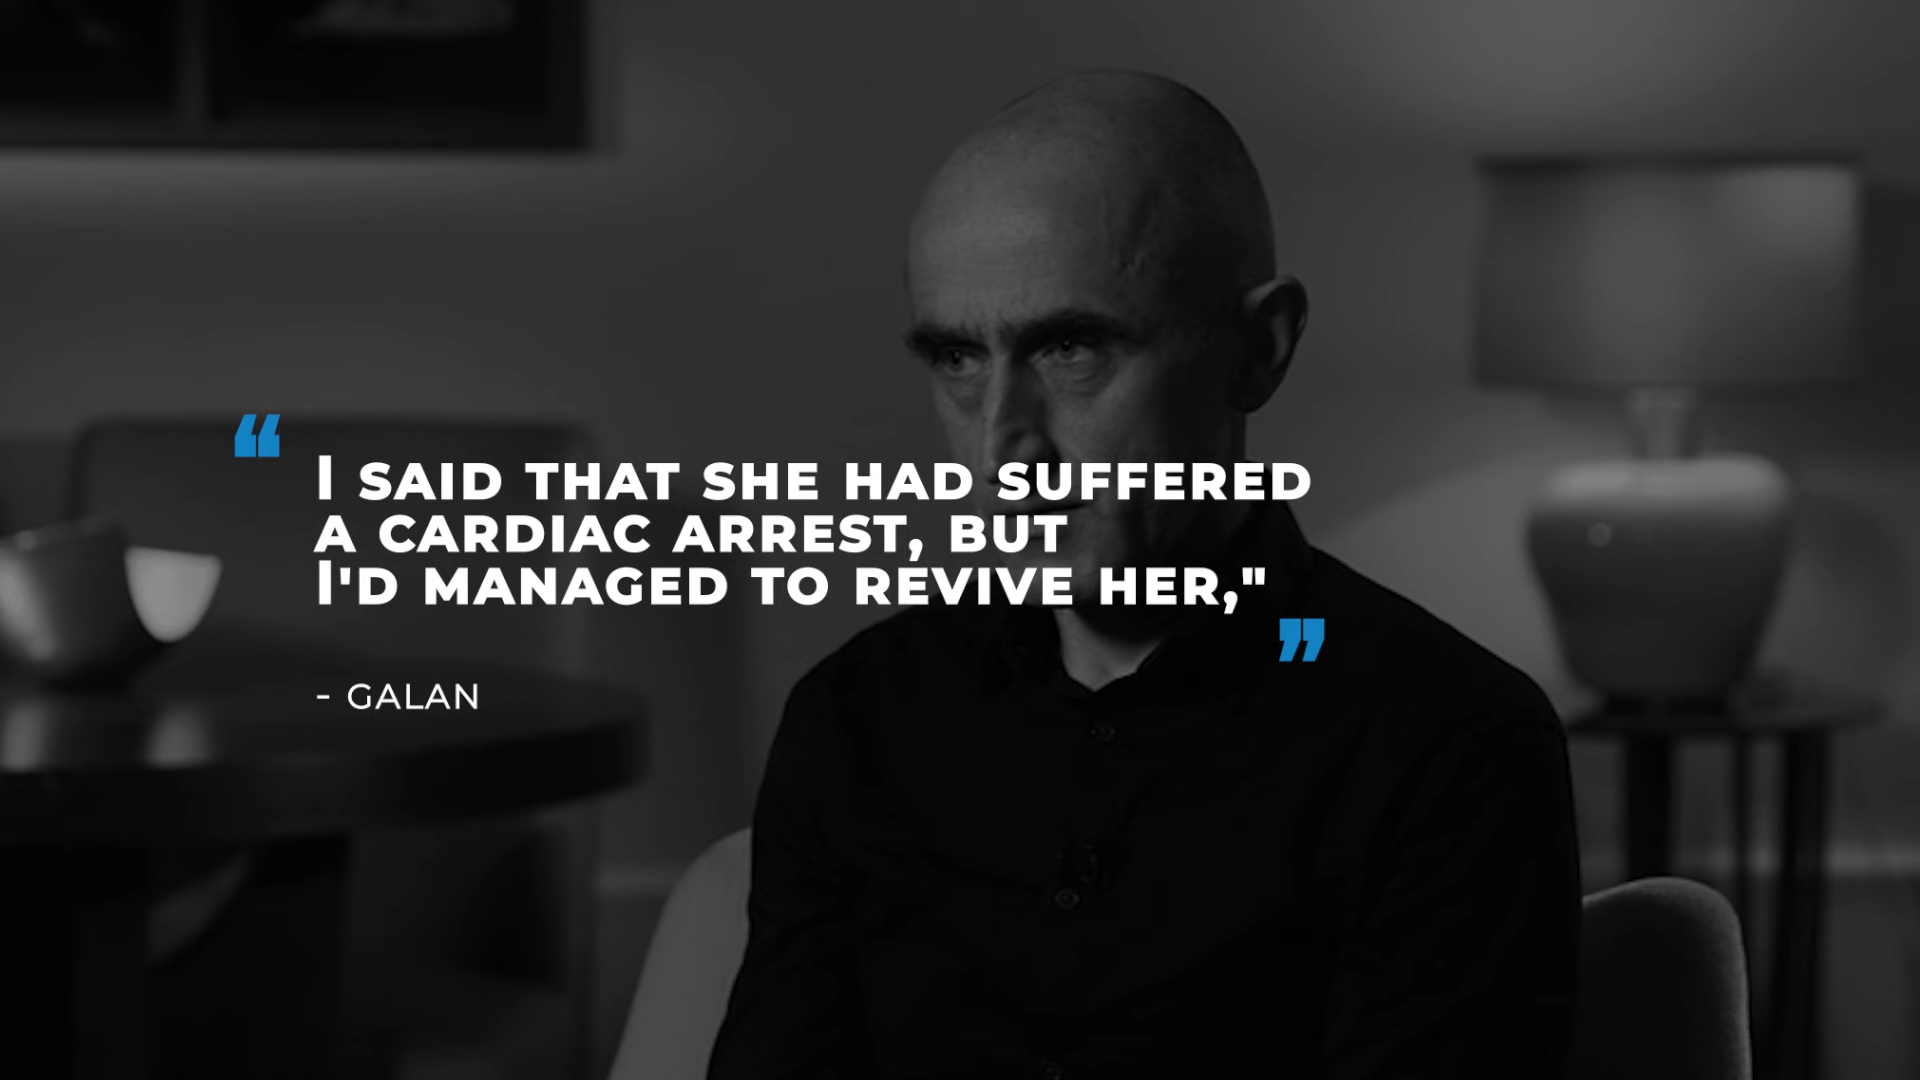 “
I SAID THAT SHE HAD SUFFERED
A CARDIAC ARREST, BUT
I'D MANAGED TO REVIVE HER,"
”
- GALAN